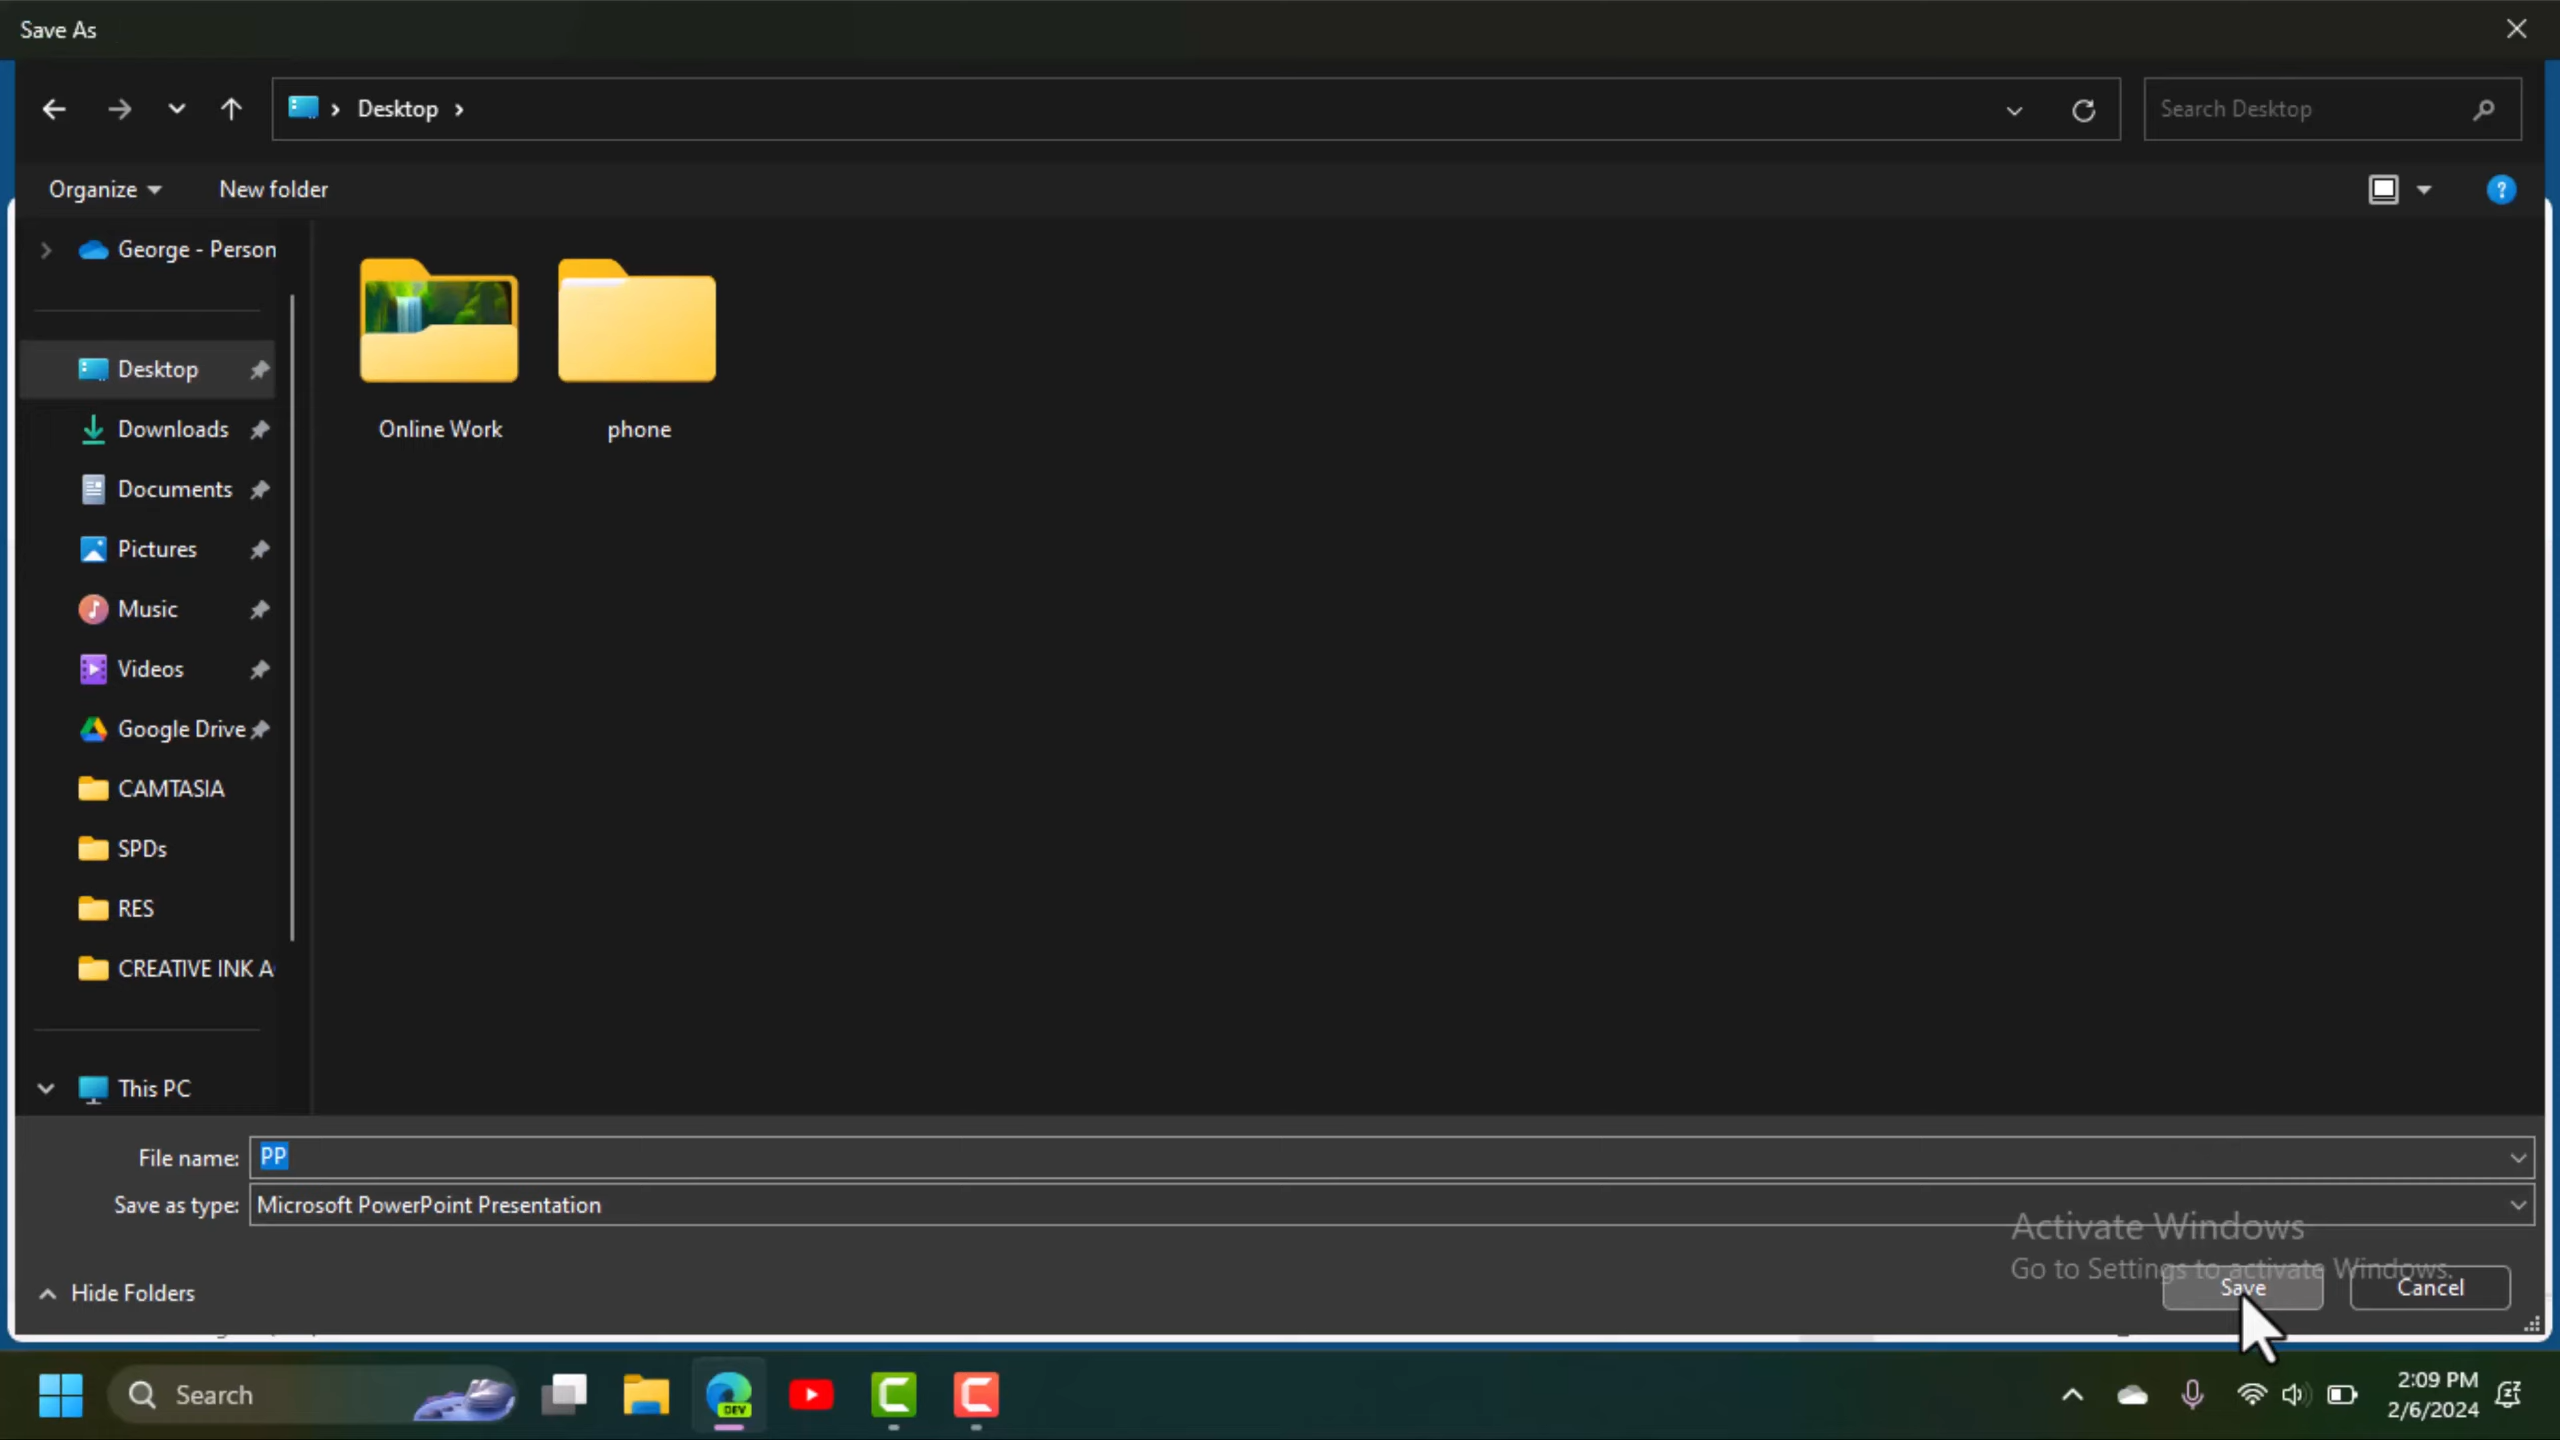 Save As
Desktop
Search Desktop
Organize
New folder
George - Person
Desktop
Downloads
Documents
Pictures
Music
Videos
Google Drive
CAMTASIA
SPDs
RES
CREATIVE INK A
This PC
Online Work
phone
File name: PP
Save as type: Microsoft PowerPoint Presentation
Activate Windows
Go to Settings to activate Windows.
Hide Folders
Save
Cancel
Search
DEV
2:09 PM
2/6/2024